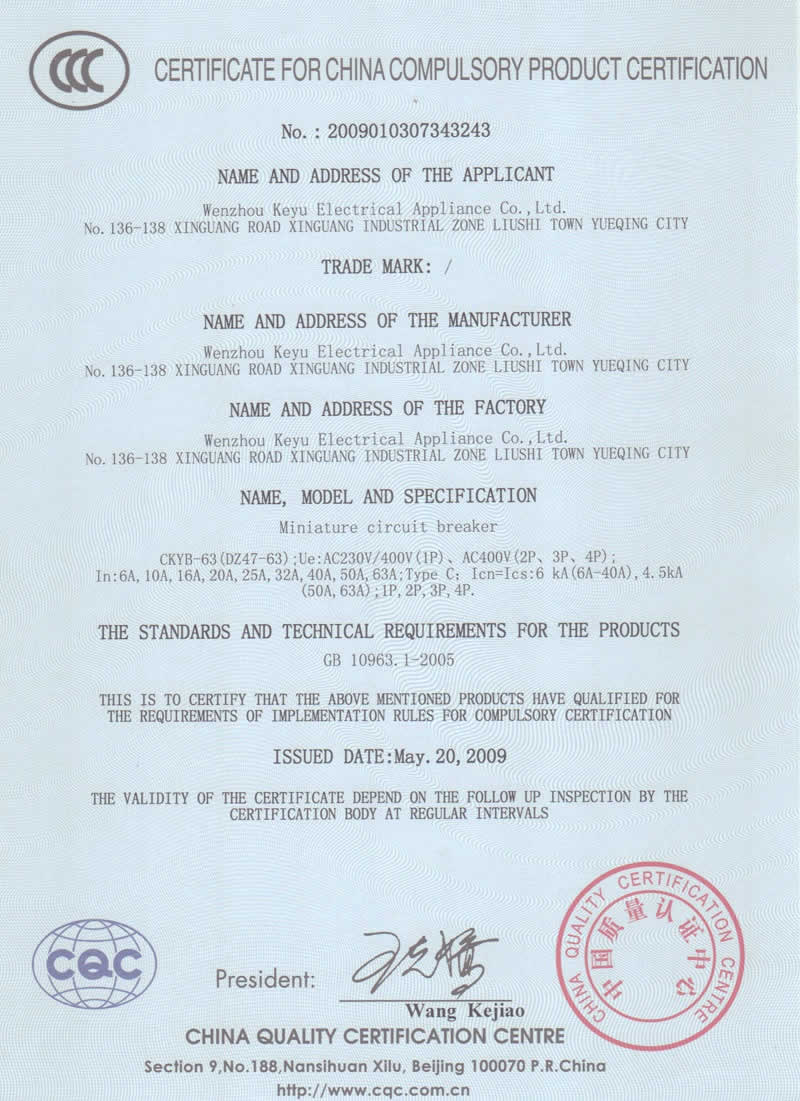 CCC
CERTIFICATE FOR CHINA COMPULSORY PRODUCT CERTIFICATION
No. : 2009010307343243
NAME AND ADDRESS OF THE APPLICANT
Wenzhou Keyu Electrical Appliance Co.,Ltd.
No.136-138 XINGUANG ROAD XINGUANG INDUSTRIAL ZONE LIUSHI TOWN YUEQING CITY
TRADE MARK: /
NAME AND ADDRESS OF THE MANUFACTURER
Wenzhou Keyu Electrical Appliance Co.,Ltd.
No.136-138 XINGUANG ROAD XINGUANG INDUSTRIAL ZONE LIUSHI TOWN YUEQING CITY
NAME AND ADDRESS OF THE FACTORY
Wenzhou Keyu Electrical Appliance Co.,Ltd.
No.136-138 XINGUANG ROAD XINGUANG INDUSTRIAL ZONE LIUSHI TOWN YUEQING CITY
NAME, MODEL AND SPECIFICATION
Miniature circuit breaker
CKYB-63(DZ47-63);Ue:AC230V/400V(1P)、AC400V(2P、3P、4P);
In:6A,10A,16A,20A,25A,32A,40A,50A,63A;Type C; Icn=Ics:6 kA(6A-40A),4.5kA
(50A,63A);1P,2P,3P,4P.
THE STANDARDS AND TECHNICAL REQUIREMENTS FOR THE PRODUCTS
GB 10963.1-2005
THIS IS TO CERTIFY THAT THE ABOVE MENTIONED PRODUCTS HAVE QUALIFIED FOR
THE REQUIREMENTS OF IMPLEMENTATION RULES FOR COMPULSORY CERTIFICATION
ISSUED DATE:May.20,2009
THE VALIDITY OF THE CERTIFICATE DEPEND ON THE FOLLOW UP INSPECTION BY THE
CERTIFICATION BODY AT REGULAR INTERVALS
CHINA QUALITY CERTIFICATION CENTRE
中国质量认证中心
CQC
President: 王克娇
Wang Kejiao
CHINA QUALITY CERTIFICATION CENTRE
Section 9,No.188,Nansihuan Xilu, Beijing 100070 P.R.China
http://www.cqc.com.cn